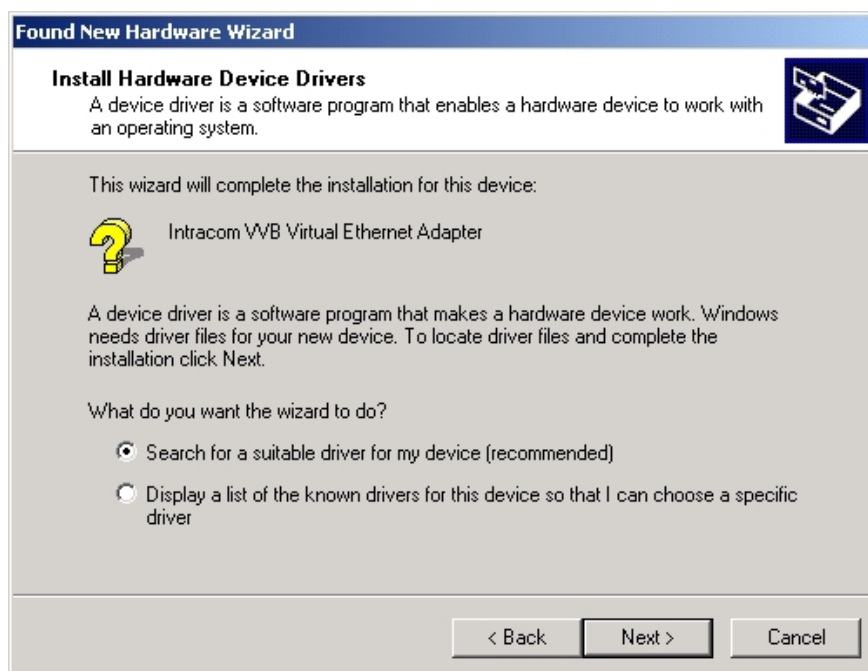 Found New Hardware Wizard
Install Hardware Device Drivers
A device driver is a software program that enables a hardware device to work with
an operating system.
This wizard will complete the installation for this device:
Intracom VVB Virtual Ethernet Adapter
A device driver is a software program that makes a hardware device work. Windows
needs driver files for your new device. To locate driver files and complete the
installation click Next.
What do you want the wizard to do?
Search for a suitable driver for my device (recommended)
Display a list of the known drivers for this device so that I can choose a specific
driver
< Back
Next >
Cancel